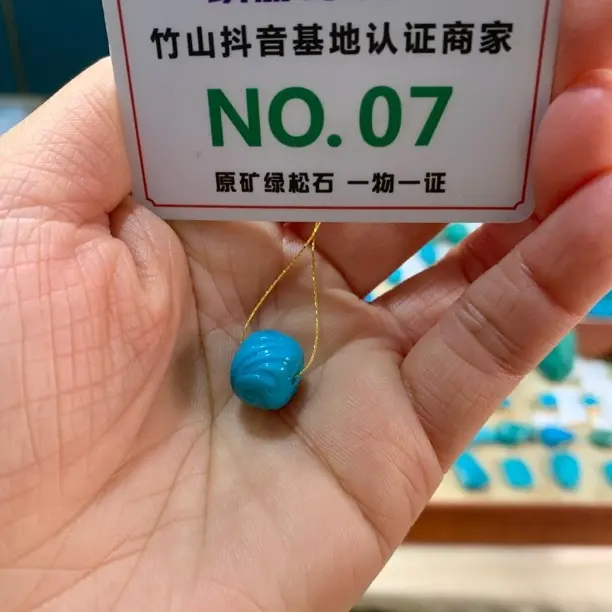 竹山抖音基地认证商家
NO. 07
原矿绿松石 一物一证